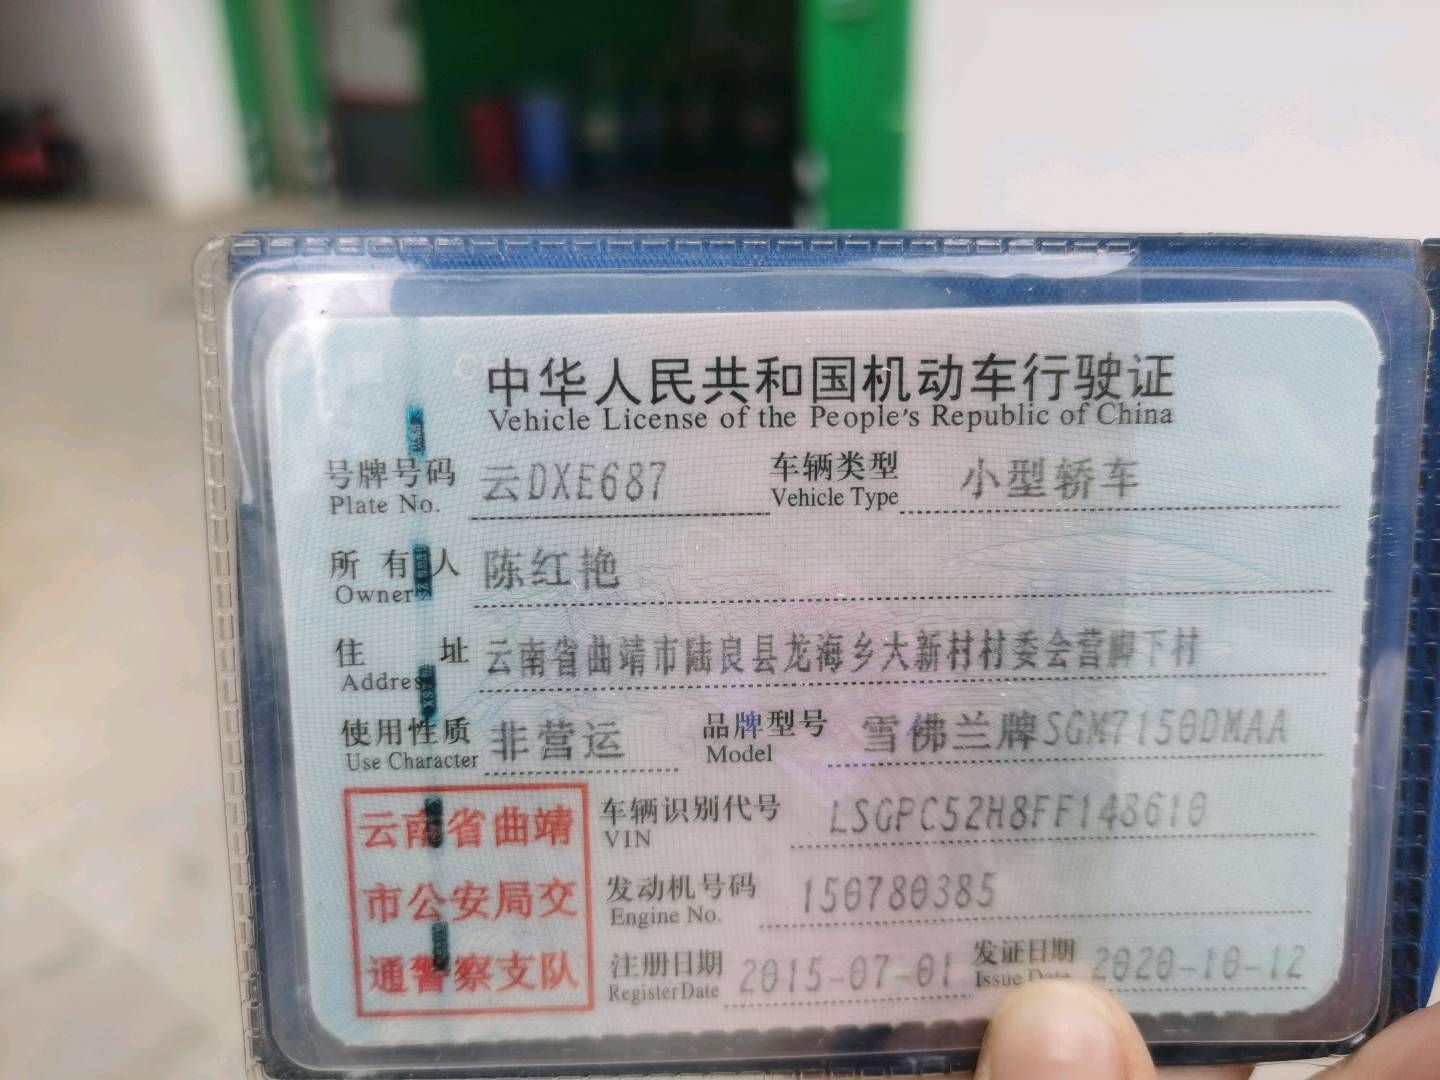 中华人民共和国机动车行驶证
Vehicle License of the People's Republic of China
号牌号码 云DXE687 车辆类型 小型轿车
Plate No. Vehicle Type
所有人 陈红艳
Owner
住址 云南省曲靖市陆良县龙海乡大新村村委会营脚下村
Address
使用性质 非营运 品牌型号 雪佛兰牌SGM7150DMAA
Use Character Model
云南省曲靖
市公安局交
通警察支队
车辆识别代号 LSGPC52H8FF148610
VIN
发动机号码 150780385
Engine No.
注册日期 2015-07-01 发证日期 2020-10-12
Register Date Issue Date